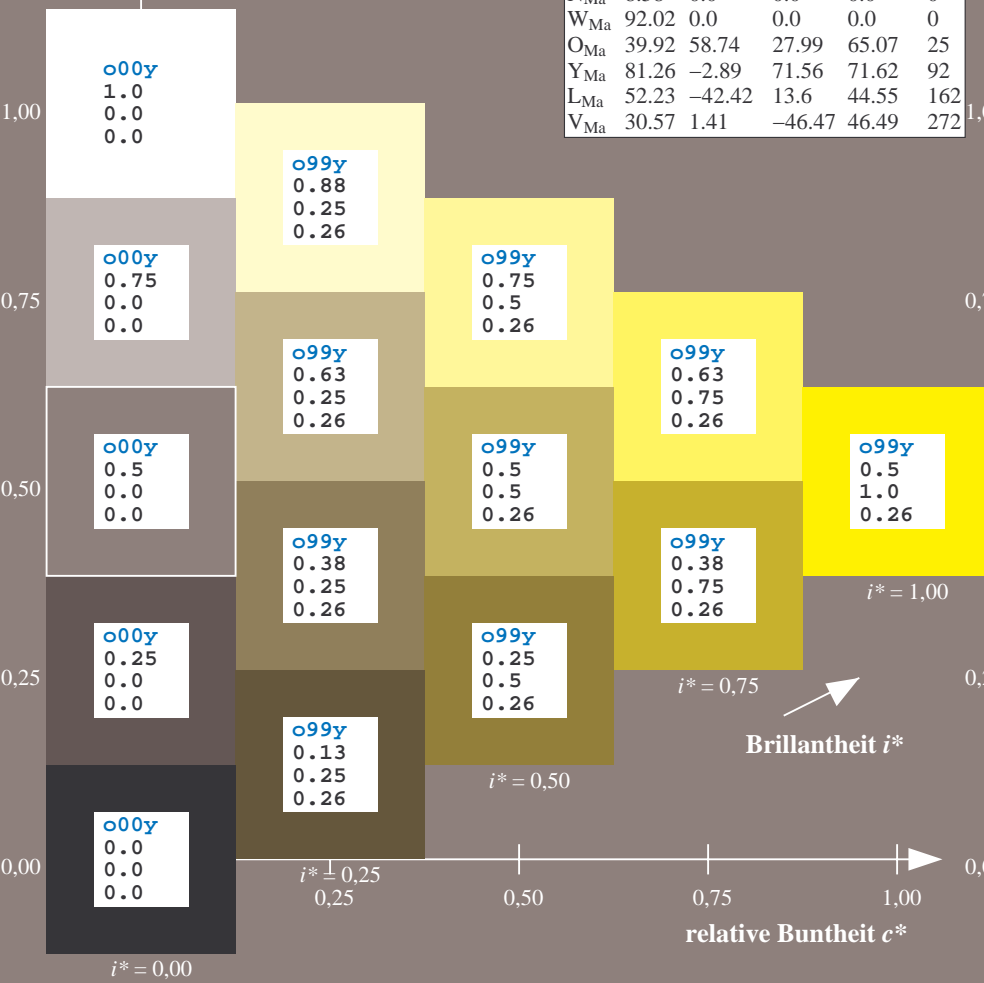 W_Ma 92.02 0.0 0.0 0.0 0
O_Ma 39.92 58.74 27.99 65.07 25
Y_Ma 81.26 −2.89 71.56 71.62 92
L_Ma 52.23 −42.42 13.6 44.55 162
V_Ma 30.57 1.41 −46.47 46.49 272
o00y
1.0
0.0
0.0
1,00
o99y
0.88
0.25
0.26
o00y
0.75
0.0
0.0
o99y
0.75
0.5
0.26
0,75
o99y
0.63
0.25
0.26
o99y
0.63
0.75
0.26
o00y
0.5
0.0
0.0
o99y
0.5
0.5
0.26
o99y
0.5
1.0
0.26
0,50
o99y
0.38
0.25
0.26
o99y
0.38
0.75
0.26
i* = 1,00
o00y
0.25
0.0
0.0
o99y
0.25
0.5
0.26
0,25
i* = 0,75
o99y
0.13
0.25
0.26
Brillantheit i*
i* = 0,50
o00y
0.0
0.0
0.0
0,00
i* = 0,25
0,25 0,50 0,75 1,00
relative Buntheit c*
i* = 0,00